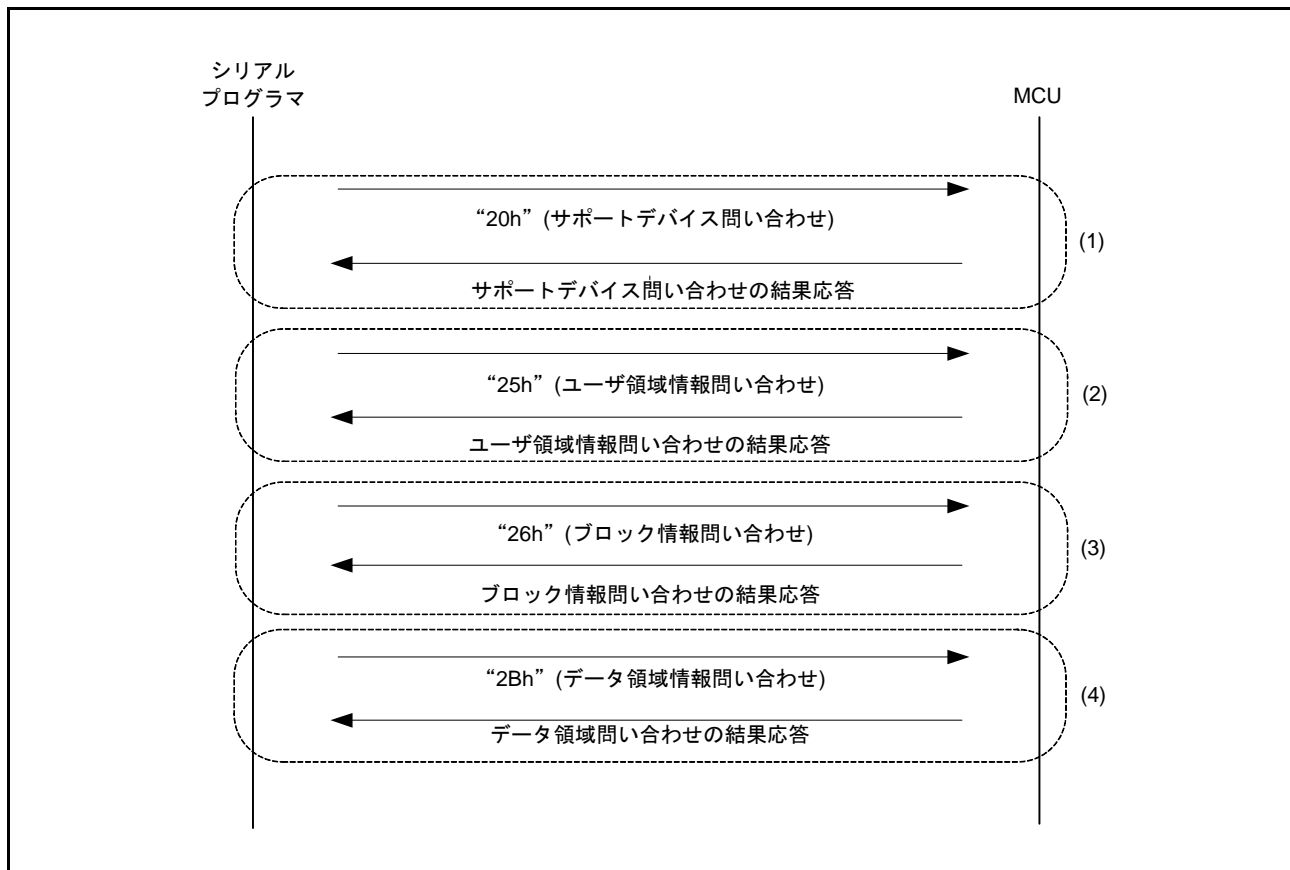 シリアル
プログラマ
MCU
“20h” (サポートデバイス問い合わせ)
(1)
サポートデバイス問い合わせの結果応答
“25h” (ユーザ領域情報問い合わせ)
(2)
ユーザ領域情報問い合わせの結果応答
“26h” (ブロック情報問い合わせ)
(3)
ブロック情報問い合わせの結果応答
“2Bh” (データ領域情報問い合わせ)
(4)
データ領域問い合わせの結果応答